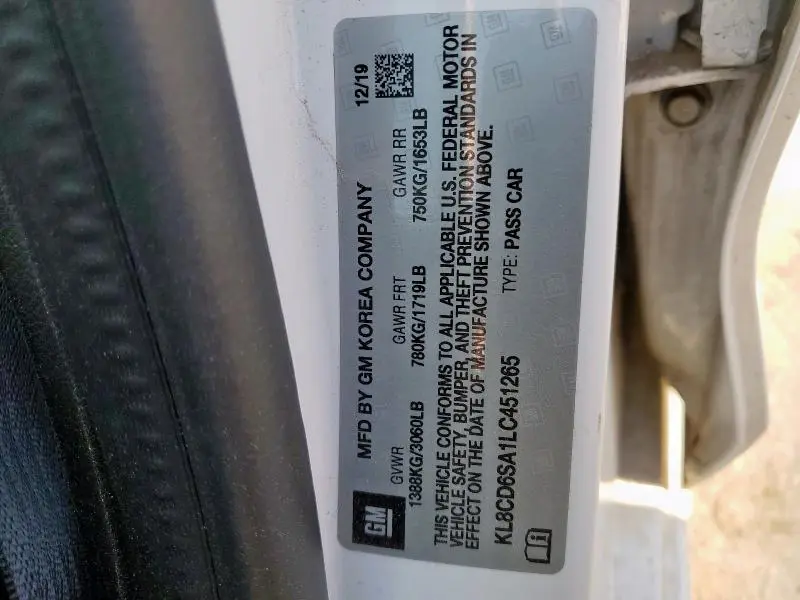 GM
MFD BY GM KOREA COMPANY 12/19
GVWR GAWR FRT GAWR RR
1388KG/3060LB 780KG/1719LB 750KG/1653LB
THIS VEHICLE CONFORMS TO ALL APPLICABLE U.S. FEDERAL MOTOR
VEHICLE SAFETY, BUMPER, AND THEFT PREVENTION STANDARDS IN
EFFECT ON THE DATE OF MANUFACTURE SHOWN ABOVE.
KL8CD6SA1LC451265 TYPE: PASS CAR